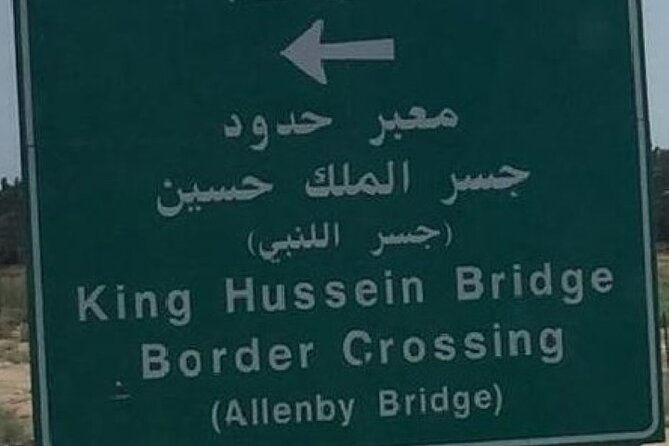 معبر حدود
جسر الملك حسين
(جسر اللنبي)
King Hussein Bridge
Border Crossing
(Allenby Bridge)